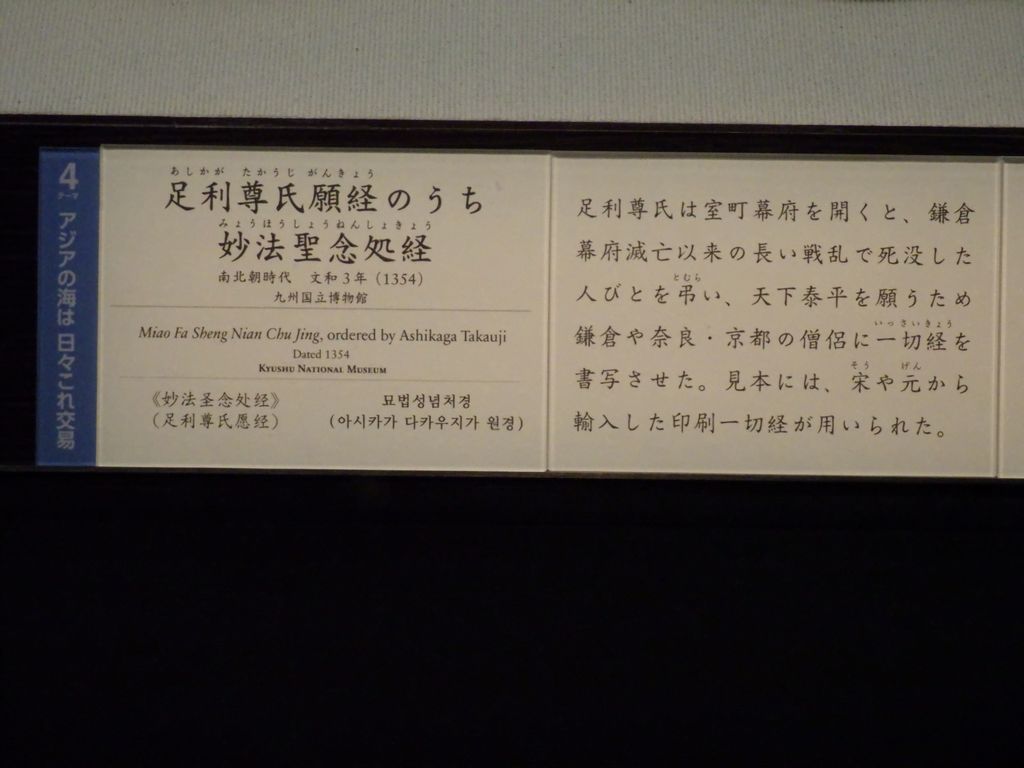 4
テーマ
アジアの海は 日々これ交易
あしかが たかうじ がんきょう
足利尊氏願経のうち
みょうほうしょうねんしょきょう
妙法聖念処経
南北朝時代 文和3年(1354)
九州国立博物館
Miao Fa Sheng Nian Chu Jing, ordered by Ashikaga Takauji
Dated 1354
Kyushu National Museum
《妙法圣念处经》
(足利尊氏愿经)
묘법성념처경
(아시카가 다카우지가 원경)
足利尊氏は室町幕府を開くと、鎌倉
幕府滅亡以来の長い戦乱で死没した
とむら
人びとを弔い、天下泰平を願うため
いっさいきょう
鎌倉や奈良・京都の僧侶に一切経を
そう げん
書写させた。見本には、宋や元から
輸入した印刷一切経が用いられた。